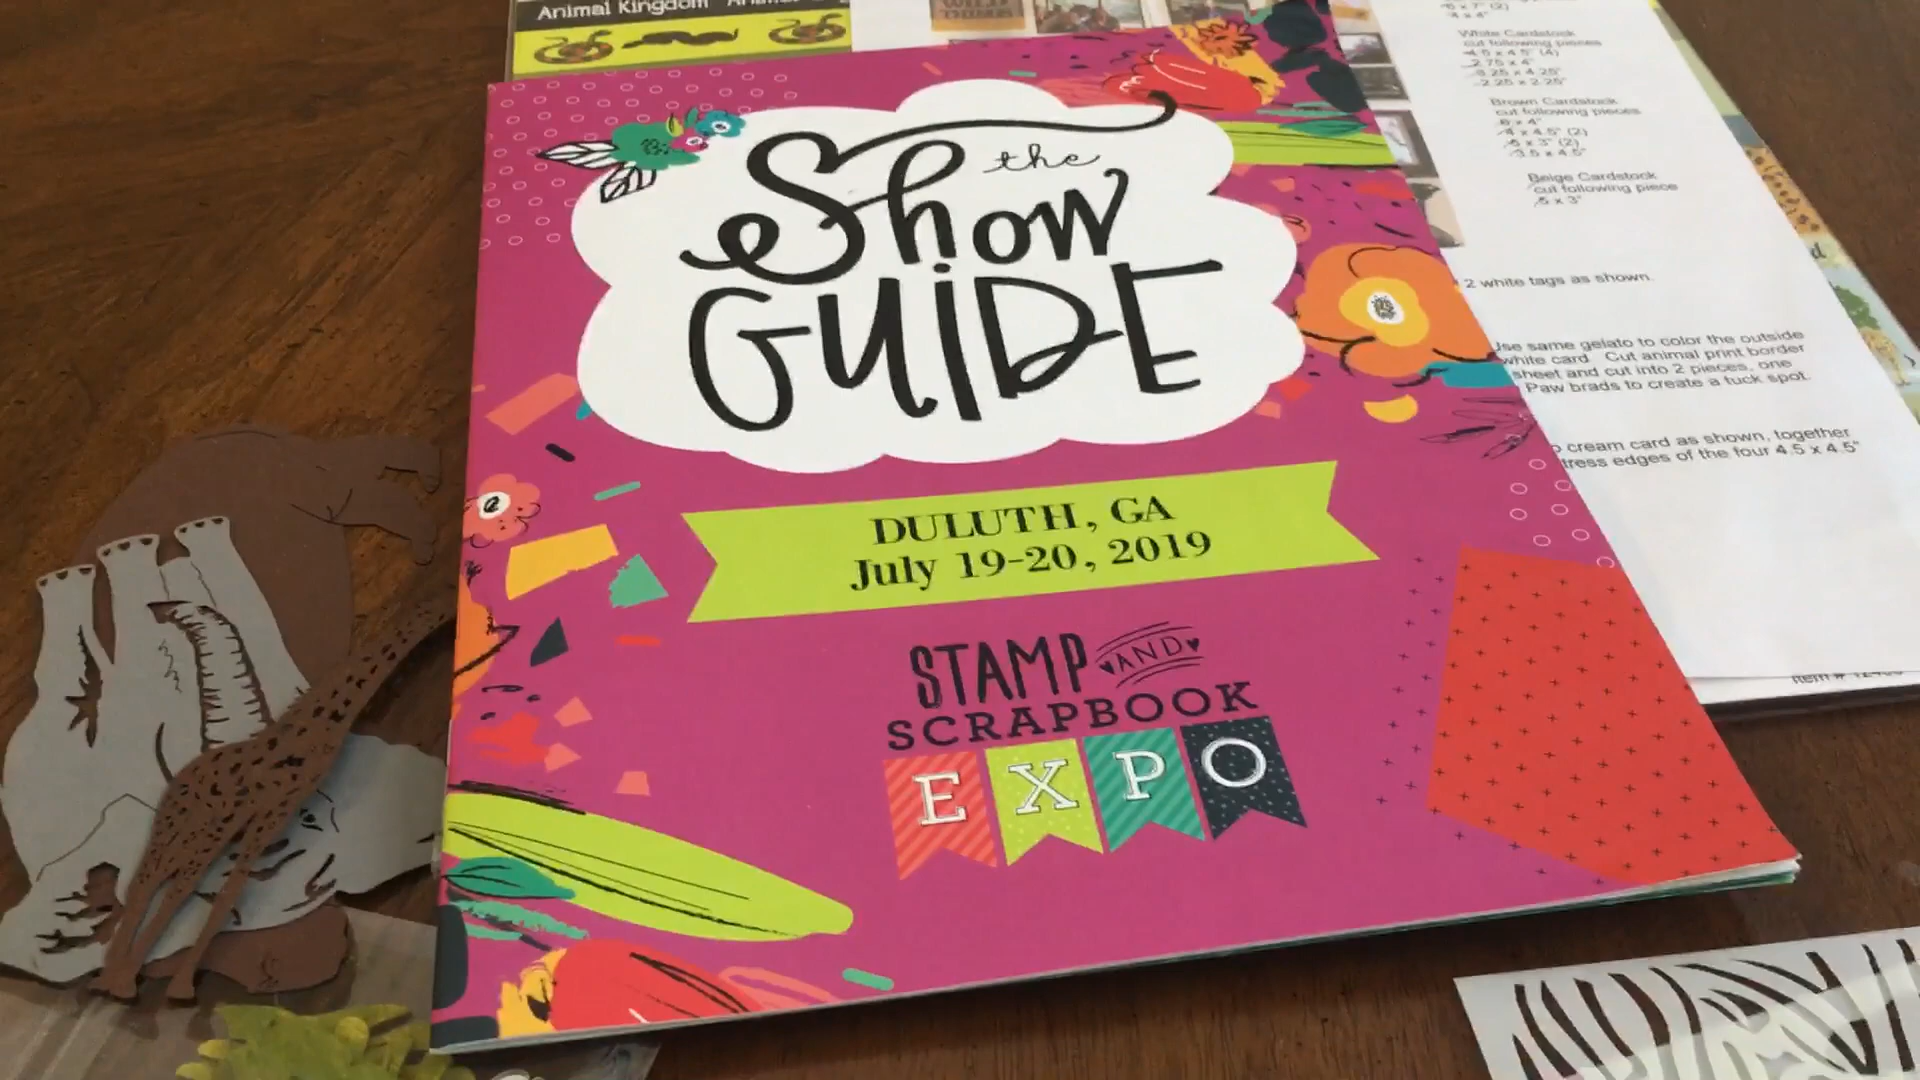 Animal Kingdom
the
Show
GUIDE
DULUTH, GA
July 19-20, 2019
STAMP AND
SCRAPBOOK
EXPO
4 x 4"
White Cardstock
cut following pieces
4.5 x 4.5" (4)
2.75 x 4"
2.25 x 2.25"
Brown Cardstock
cut following pieces
6 x 4"
4 x 4.5" (2)
6 x 3" (2)
3.5 x 4.5"
Beige Cardstock
cut following piece
5 x 3"
2 white tags as shown.
Use same gelato to color the outside
white card. Cut animal print border
sheet and cut into 2 pieces, one
Paw brads to create a tuck spot.
cream card as shown, together
edges of the four 4.5 x 4.5"
Item #